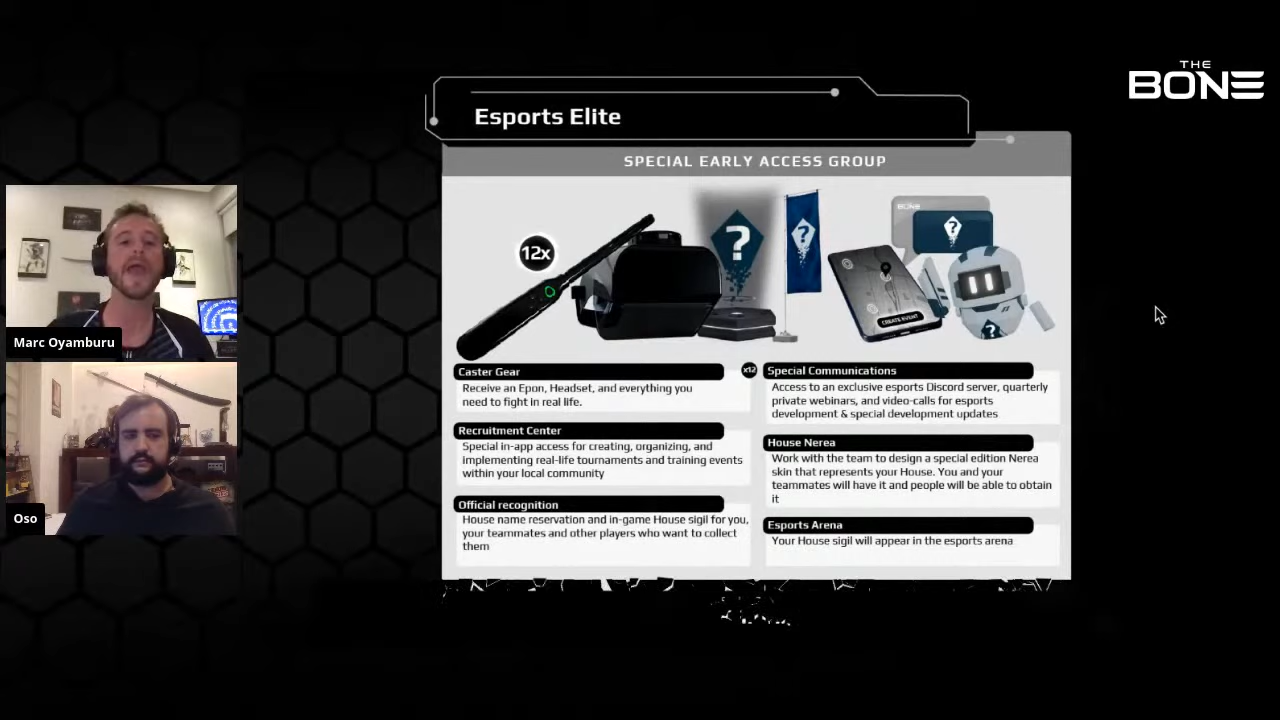 THE
BONE
Esports Elite
SPECIAL EARLY ACCESS GROUP
12x
?
?
BONE
?
CREATE EVENT
?
Marc Oyamburu
Oso
Caster Gear
x12
Receive an Epon, Headset, and everything you
need to fight in real life.
Recruitment Center
Special in-app access for creating, organizing, and
implementing real-life tournaments and training events
within your local community
Official recognition
House name reservation and in-game House sigil for you,
your teammates and other players who want to collect
them
Special Communications
Access to an exclusive esports Discord server, quarterly
private webinars, and video-calls for esports
development & special development updates
House Nerea
Work with the team to design a special edition Nerea
skin that represents your House. You and your
teammates will have it and people will be able to obtain
it
Esports Arena
Your House sigil will appear in the esports arena